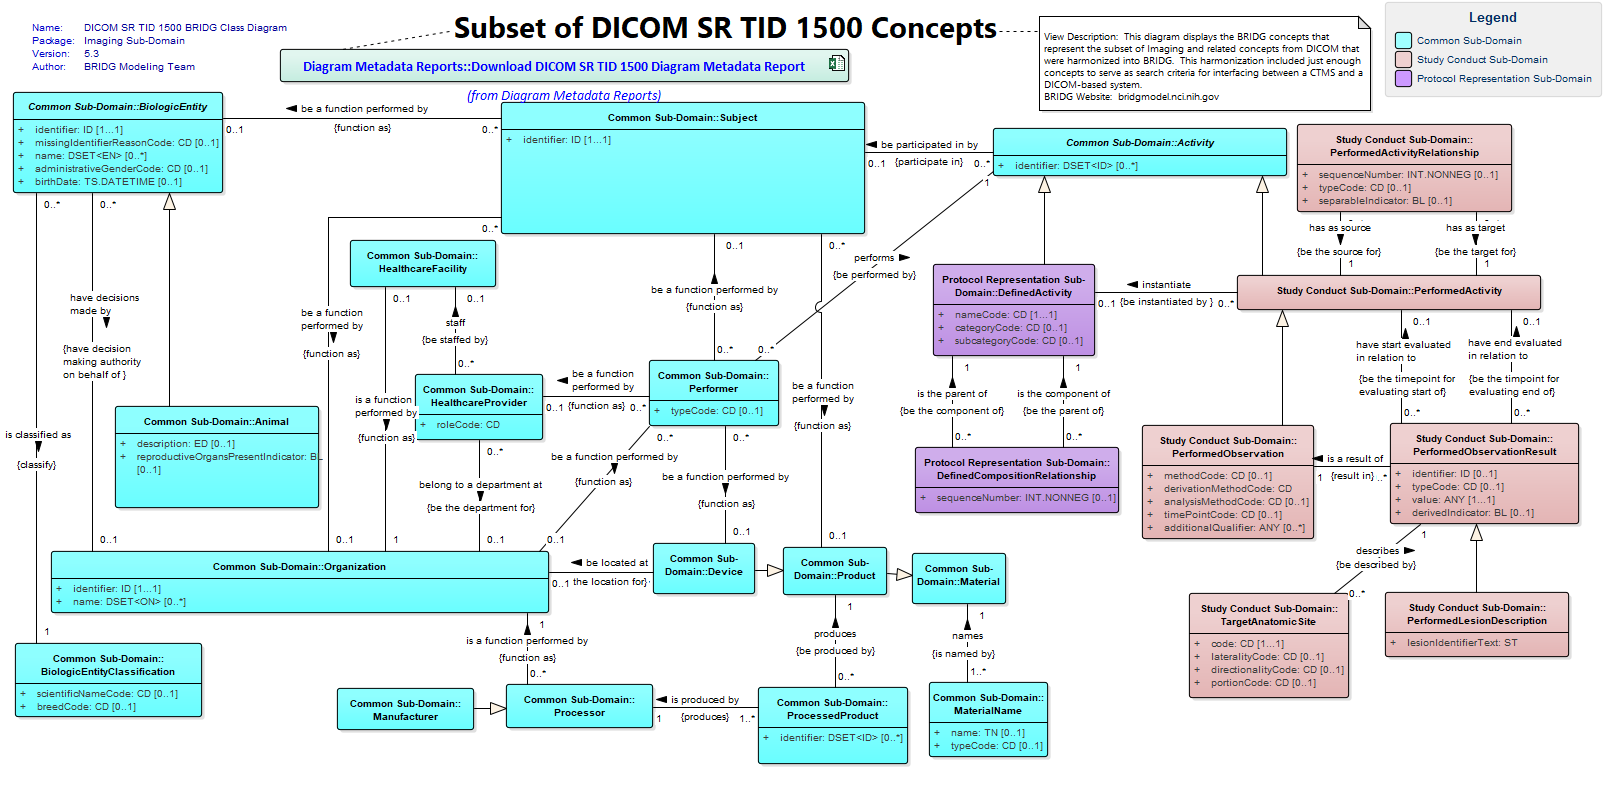 Subset of DICOM SR TID 1500 Concepts
Name: DICOM SR TID 1500 BRIDG Class Diagram
Package: Imaging Sub-Domain
Version: 5.3
Author: BRIDG Modeling Team
Diagram Metadata Reports::Download DICOM SR TID 1500 Diagram Metadata Report
(from Diagram Metadata Reports)
View Description: This diagram displays the BRIDG concepts that
represent the subset of Imaging and related concepts from DICOM that
were harmonized into BRIDG. This harmonization included just enough
concepts to serve as search criteria for interfacing between a CTMS and a
DICOM-based system.
BRIDG Website: bridgmodel.nci.nih.gov
Legend
Common Sub-Domain
Study Conduct Sub-Domain
Protocol Representation Sub-Domain
Common Sub-Domain::BiologicEntity
+ identifier: ID [1..1]
+ missingIdentifierReasonCode: CD [0..1]
+ name: DSET<EN> [0..*]
+ administrativeGenderCode: CD [0..1]
+ birthDate: TS.DATETIME [0..1]
be a function performed by
{function as}
0..1
0..*
Common Sub-Domain::Subject
+ identifier: ID [1..1]
be participated in by
{participate in}
0..1
0..*
Common Sub-Domain::Activity
+ identifier: DSET<ID> [0..*]
1
Study Conduct Sub-Domain::
PerformedActivityRelationship
+ sequenceNumber: INT.NONNEG [0..1]
+ typeCode: CD [0..1]
+ separableIndicator: BL [0..1]
has as source
{be the source for}
1
has as target
{be the target for}
1
0..*
0..*
0..*
Common Sub-Domain::
HealthcareFacility
0..1
0..1
0..1
0..*
performs
{be performed by}
Protocol Representation Sub-
Domain::DefinedActivity
+ nameCode: CD [1..1]
+ categoryCode: CD [0..1]
+ subcategoryCode: CD [0..1]
instantiate
{be instantiated by }
0..1
0..*
Study Conduct Sub-Domain::PerformedActivity
have decisions
made by
{have decision
making authority
on behalf of }
be a function
performed by
{function as}
staff
{be staffed by}
0..*
be a function performed by
{function as}
0..*
0..*
0..1
0..1
have start evaluated
in relation to
{be the timepoint for
evaluating start of}
0..*
have end evaluated
in relation to
{be the timpoint for
evaluating end of}
0..*
Common Sub-Domain::
HealthcareProvider
+ roleCode: CD
be a function
performed by
{function as}
0..1
0..*
Common Sub-Domain::
Performer
+ typeCode: CD [0..1]
be a function
performed by
{function as}
1
1
is the parent of
{be the component of}
0..*
is the component of
{be the parent of}
0..*
is a function
performed by
{function as}
Common Sub-Domain::Animal
+ description: ED [0..1]
+ reproductiveOrgansPresentIndicator: BL
[0..1]
is classified as
{classify}
0..*
belong to a department at
{be the department for}
0..*
0..*
be a function performed by
{function as}
be a function performed by
{function as}
Protocol Representation Sub-Domain::
DefinedCompositionRelationship
+ sequenceNumber: INT.NONNEG [0..1]
Study Conduct Sub-Domain::
PerformedObservation
+ methodCode: CD [0..1]
+ derivationMethodCode: CD
+ analysisMethodCode: CD [0..1]
+ timePointCode: CD [0..1]
+ additionalQualifier: ANY [0..*]
is a result of
{result in}
1
..*
Study Conduct Sub-Domain::
PerformedObservationResult
+ identifier: ID [0..1]
+ typeCode: CD [0..1]
+ value: ANY [1..1]
+ derivedIndicator: BL [0..1]
0..1
0..1
1
0..1
0..1
0..1
0..1
Common Sub-Domain::Organization
+ identifier: ID [1..1]
+ name: DSET<ON> [0..*]
be located at
the location for}
0..1
Common Sub-
Domain::Device
Common Sub-
Domain::Product
Common Sub-
Domain::Material
1
describes
{be described by}
0..*
Study Conduct Sub-Domain::
TargetAnatomicSite
+ code: CD [1..1]
+ lateralityCode: CD [0..1]
+ directionalityCode: CD [0..1]
+ portionCode: CD [0..1]
Study Conduct Sub-Domain::
PerformedLesionDescription
+ lesionIdentifierText: ST
1
Common Sub-Domain::
BiologicEntityClassification
+ scientificNameCode: CD [0..1]
+ breedCode: CD [0..1]
1
is a function performed by
{function as}
0..*
1
produces
{be produced by}
0..*
1
names
{is named by}
1..*
Common Sub-Domain::
Manufacturer
Common Sub-Domain::
Processor
is produced by
{produces}
1
1..*
Common Sub-Domain::
ProcessedProduct
+ identifier: DSET<ID> [0..*]
Common Sub-Domain::
MaterialName
+ name: TN [0..1]
+ typeCode: CD [0..1]